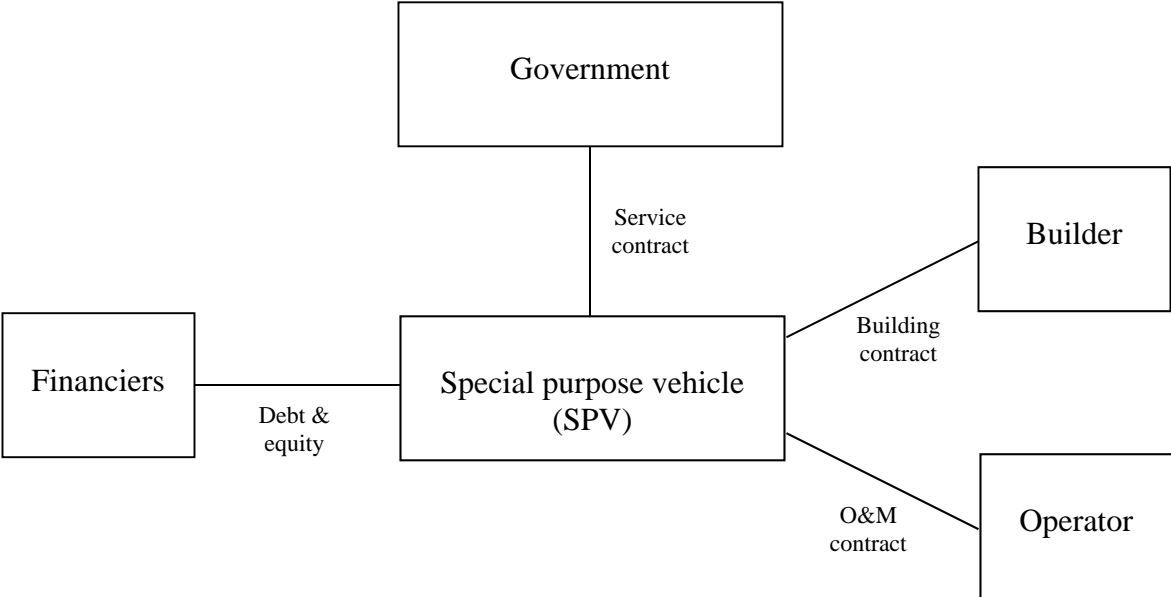 Government
Service
contract
Builder
Building
contract
Financiers
Debt &
equity
Special purpose vehicle
(SPV)
O&M
contract
Operator